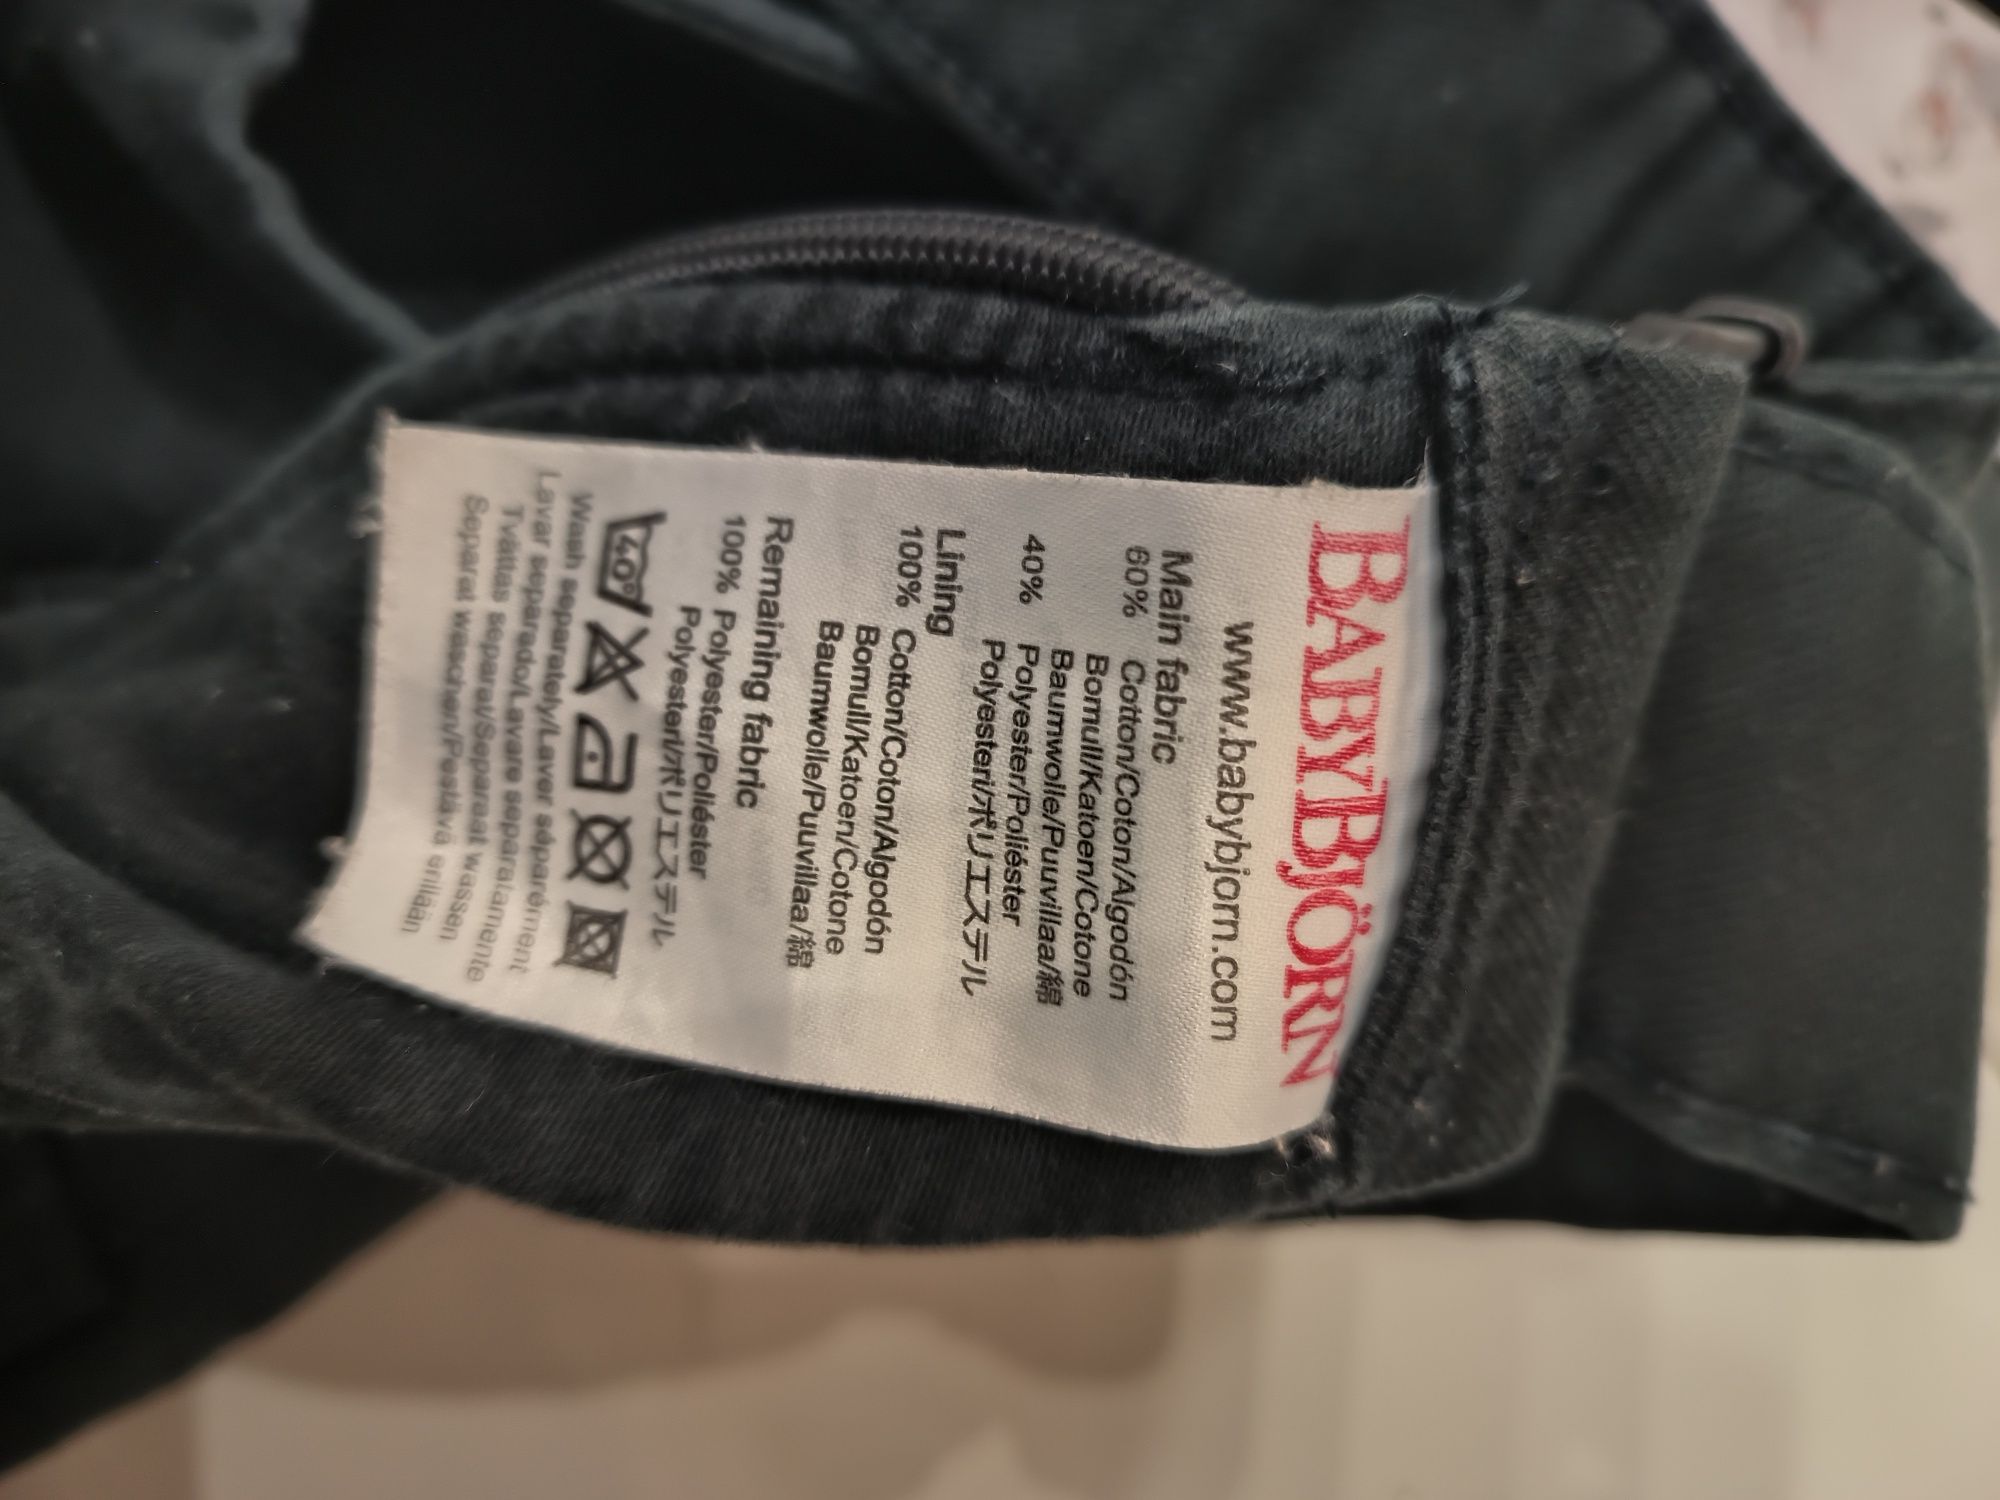 BABYBJÖRN
www.babybjorn.com
Main fabric
60% Cotton/Coton/Algodón
Bomull/Katoen/Cotone
Baumwolle/Puuvillaa/綿
40% Polyester/Poliéster
Polyesteri/ポリエステル
Lining
100% Cotton/Coton/Algodón
Bomull/Katoen/Cotone
Baumwolle/Puuvillaa/綿
Remaining fabric
100% Polyester/Poliéster
Polyesteri/ポリエステル
40°
Wash separately/Laver séparément
Lavar separado/Lavare separatamente
Tvättas separat/Separaat wassen
Separat waschen/Pestävä erillään